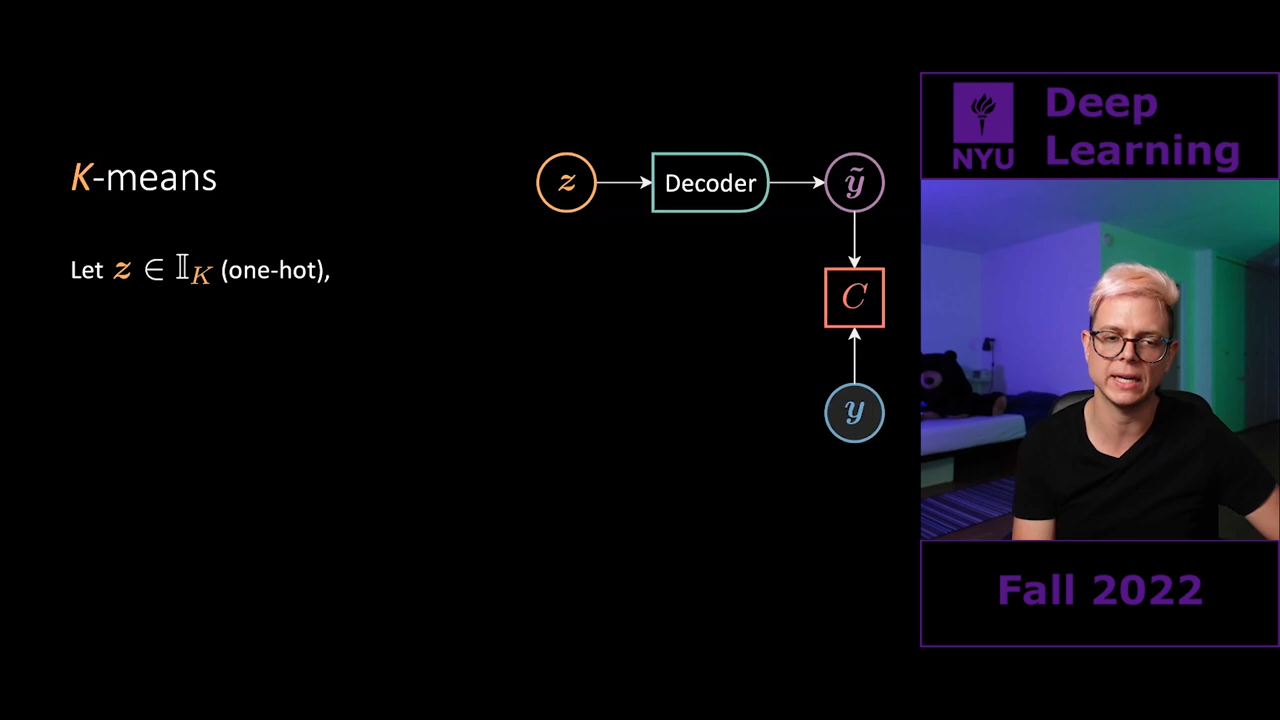 K-means
Let z ∈ 𝕀_K (one-hot),
z
Decoder
ỹ
C
y
NYU
Deep
Learning
Fall 2022